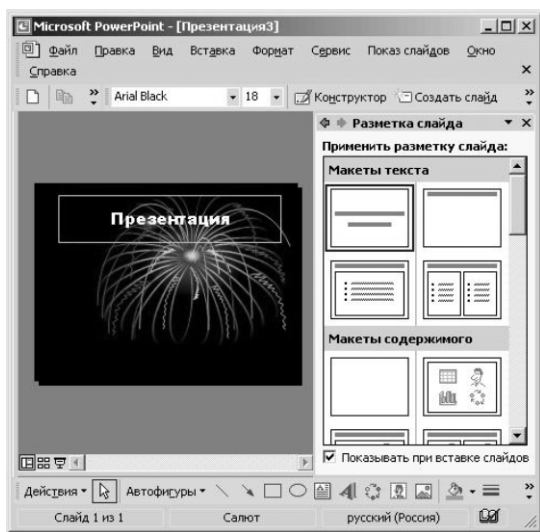 Microsoft PowerPoint - [Презентация3]
Файл Правка Вид Вставка Формат Сервис Показ слайдов Окно
Справка
Arial Black 18 Конструктор Создать слайд
Разметка слайда
Применить разметку слайда:
Макеты текста
Презентация
Макеты содержимого
Показывать при вставке слайдов
Действия Автофигуры
Слайд 1 из 1 Салют русский (Россия)